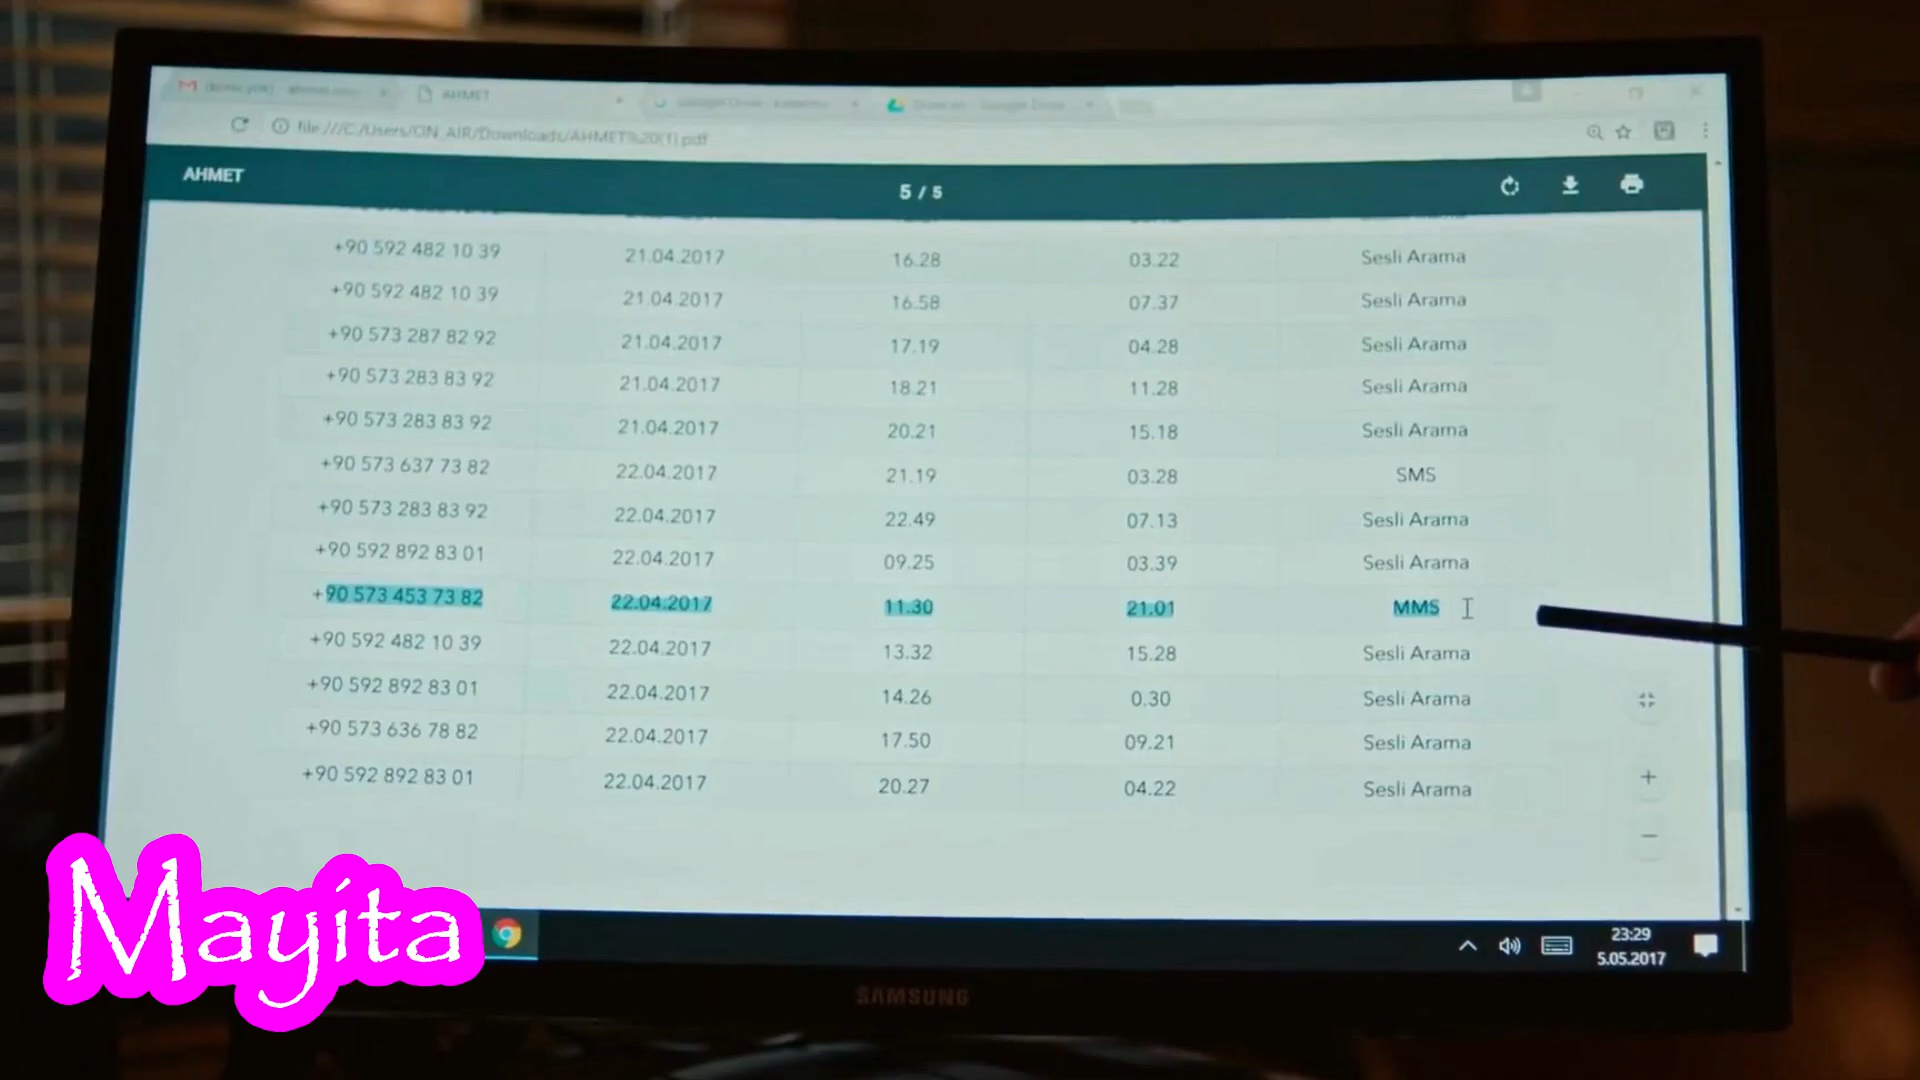 AHMET
file:///C:/Users/ON_AIR/Downloads/AHMET%20(1).pdf
AHMET 5 / 5
+90 592 482 10 39 21.04.2017 16.28 03.22 Sesli Arama
+90 592 482 10 39 21.04.2017 16.58 07.37 Sesli Arama
+90 573 287 82 92 21.04.2017 17.19 04.28 Sesli Arama
+90 573 283 83 92 21.04.2017 18.21 11.28 Sesli Arama
+90 573 283 83 92 21.04.2017 20.21 15.18 Sesli Arama
+90 573 637 73 82 22.04.2017 21.19 03.28 SMS
+90 573 283 83 92 22.04.2017 22.49 07.13 Sesli Arama
+90 592 892 83 01 22.04.2017 09.25 03.39 Sesli Arama
+90 573 453 73 82 22.04.2017 11.30 21.01 MMS
+90 592 482 10 39 22.04.2017 13.32 15.28 Sesli Arama
+90 592 892 83 01 22.04.2017 14.26 0.30 Sesli Arama
+90 573 636 78 82 22.04.2017 17.50 09.21 Sesli Arama
+90 592 892 83 01 22.04.2017 20.27 04.22 Sesli Arama
Mayita
23:29
5.05.2017
SAMSUNG